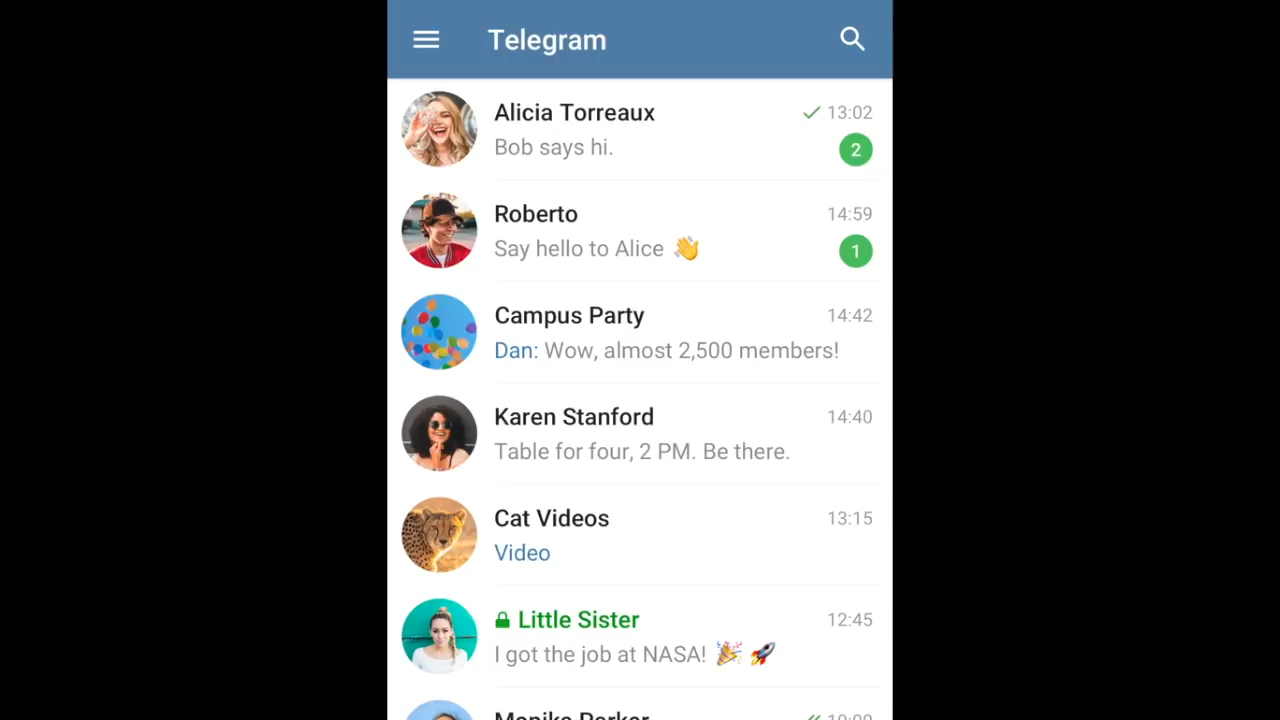 Telegram
Alicia Torreaux 13:02
Bob says hi. 2
Roberto 14:59
Say hello to Alice 👋 1
Campus Party 14:42
Dan: Wow, almost 2,500 members!
Karen Stanford 14:40
Table for four, 2 PM. Be there.
Cat Videos 13:15
Video
Little Sister 12:45
I got the job at NASA! 🎉 🚀